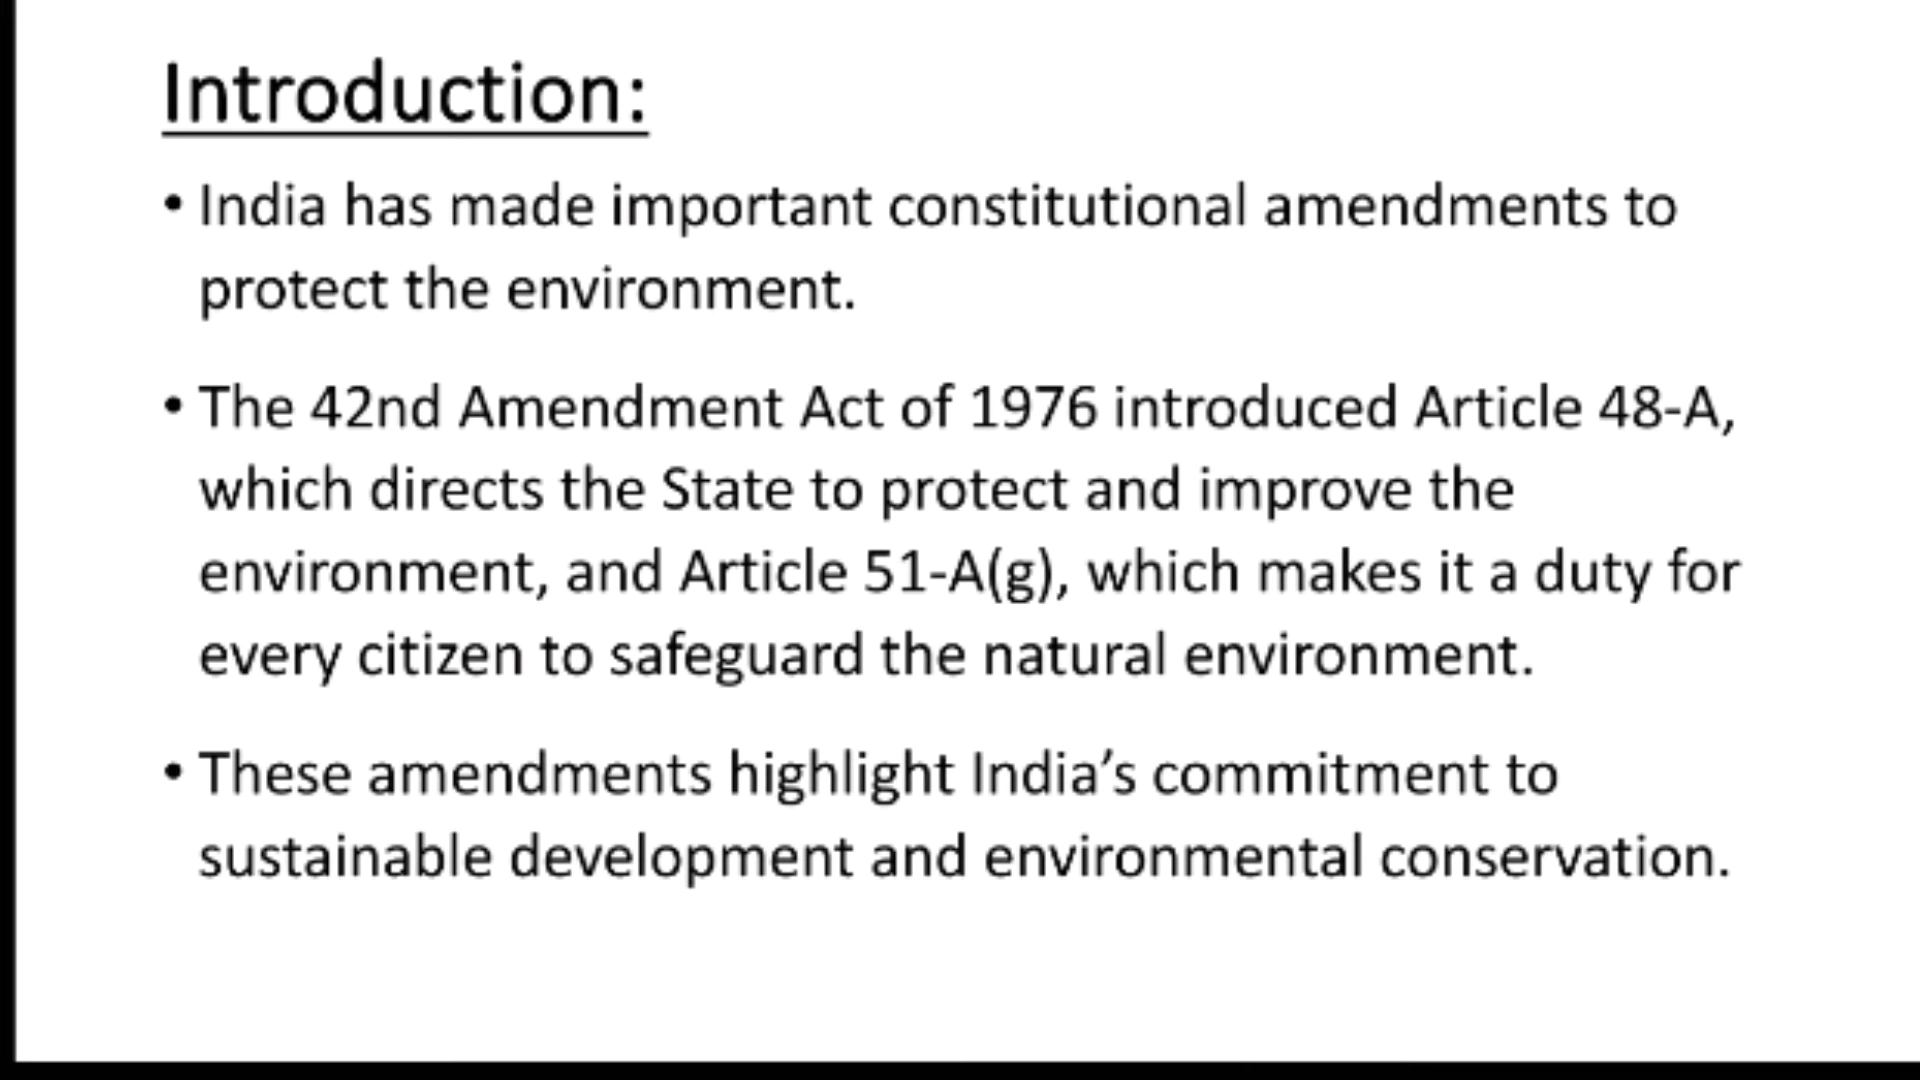 Introduction:
• India has made important constitutional amendments to
protect the environment.
• The 42nd Amendment Act of 1976 introduced Article 48-A,
which directs the State to protect and improve the
environment, and Article 51-A(g), which makes it a duty for
every citizen to safeguard the natural environment.
• These amendments highlight India’s commitment to
sustainable development and environmental conservation.